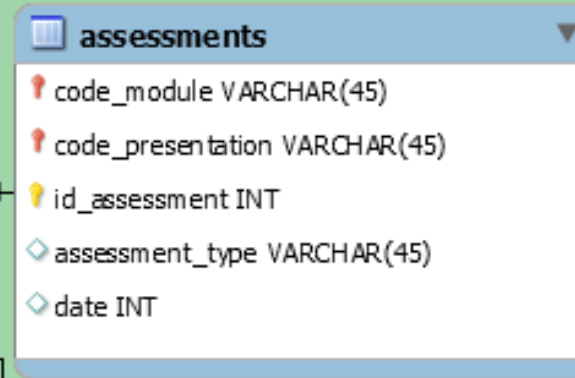 assessments
code_module VARCHAR(45)
code_presentation VARCHAR(45)
id_assessment INT
assessment_type VARCHAR(45)
date INT